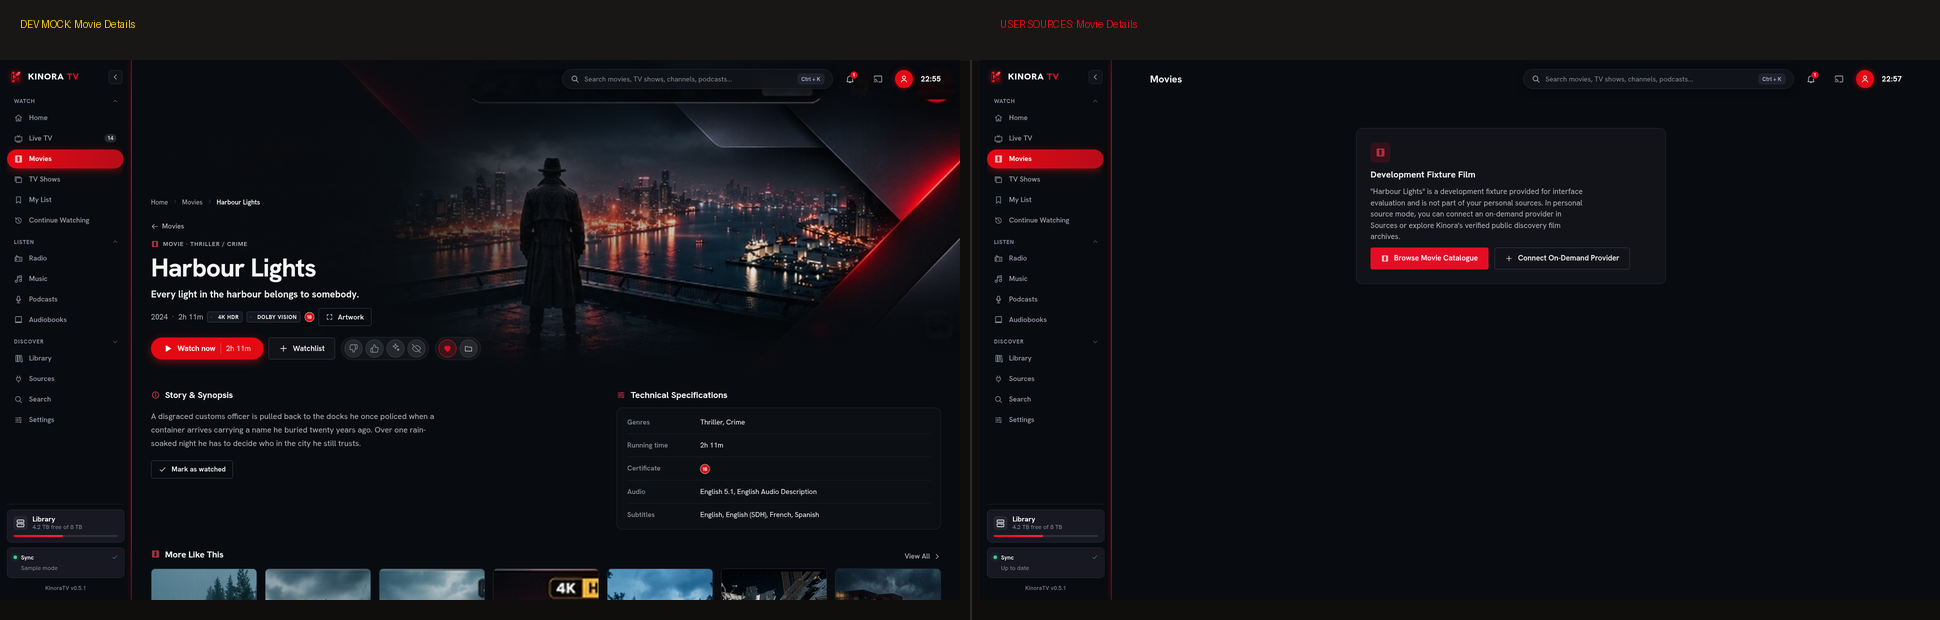 DEV MOCK: Movie Details
KINORA TV
WATCH
Home
Live TV 14
Movies
TV Shows
My List
Continue Watching
LISTEN
Radio
Music
Podcasts
Audiobooks
DISCOVER
Library
Sources
Search
Settings
Library
4.2 TB free of 8 TB
Sync
Sample mode
KinoraTV v0.5.1
Search movies, TV shows, channels, podcasts... Ctrl + K
1
22:55
Home Movies Harbour Lights
← Movies
MOVIE · THRILLER / CRIME
Harbour Lights
Every light in the harbour belongs to somebody.
2024 · 2h 11m 4K HDR DOLBY VISION 18 Artwork
Watch now 2h 11m + Watchlist
Story & Synopsis
A disgraced customs officer is pulled back to the docks he once policed when a
container arrives carrying a name he buried twenty years ago. Over one rain-
soaked night he has to decide who in the city he still trusts.
Mark as watched
Technical Specifications
Genres Thriller, Crime
Running time 2h 11m
Certificate 18
Audio English 5.1, English Audio Description
Subtitles English, English (SDH), French, Spanish
More Like This View All
4K H
USER SOURCES: Movie Details
KINORA TV
WATCH
Home
Live TV
Movies
TV Shows
My List
Continue Watching
LISTEN
Radio
Music
Podcasts
Audiobooks
DISCOVER
Library
Sources
Search
Settings
Library
4.2 TB free of 8 TB
Sync
Up to date
KinoraTV v0.5.1
Movies
Search movies, TV shows, channels, podcasts... Ctrl + K
1
22:57
Development Fixture Film
"Harbour Lights" is a development fixture provided for interface
evaluation and is not part of your personal sources. In personal
source mode, you can connect an on-demand provider in
Sources or explore Kinora's verified public discovery film
archives.
Browse Movie Catalogue + Connect On-Demand Provider